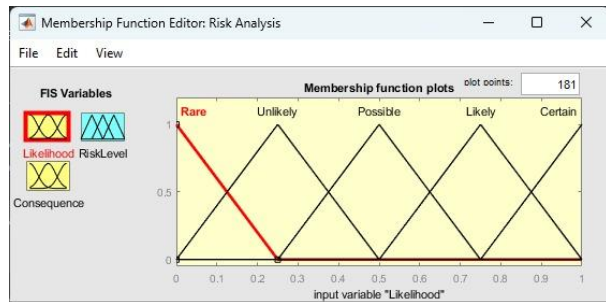 Membership Function Editor: Risk Analysis
File Edit View
FIS Variables
Likelihood RiskLevel
Consequence
Membership function plots plot points: 181
Rare Unlikely Possible Likely Certain
1
0.5
0
0 0.1 0.2 0.3 0.4 0.5 0.6 0.7 0.8 0.9 1
input variable "Likelihood"